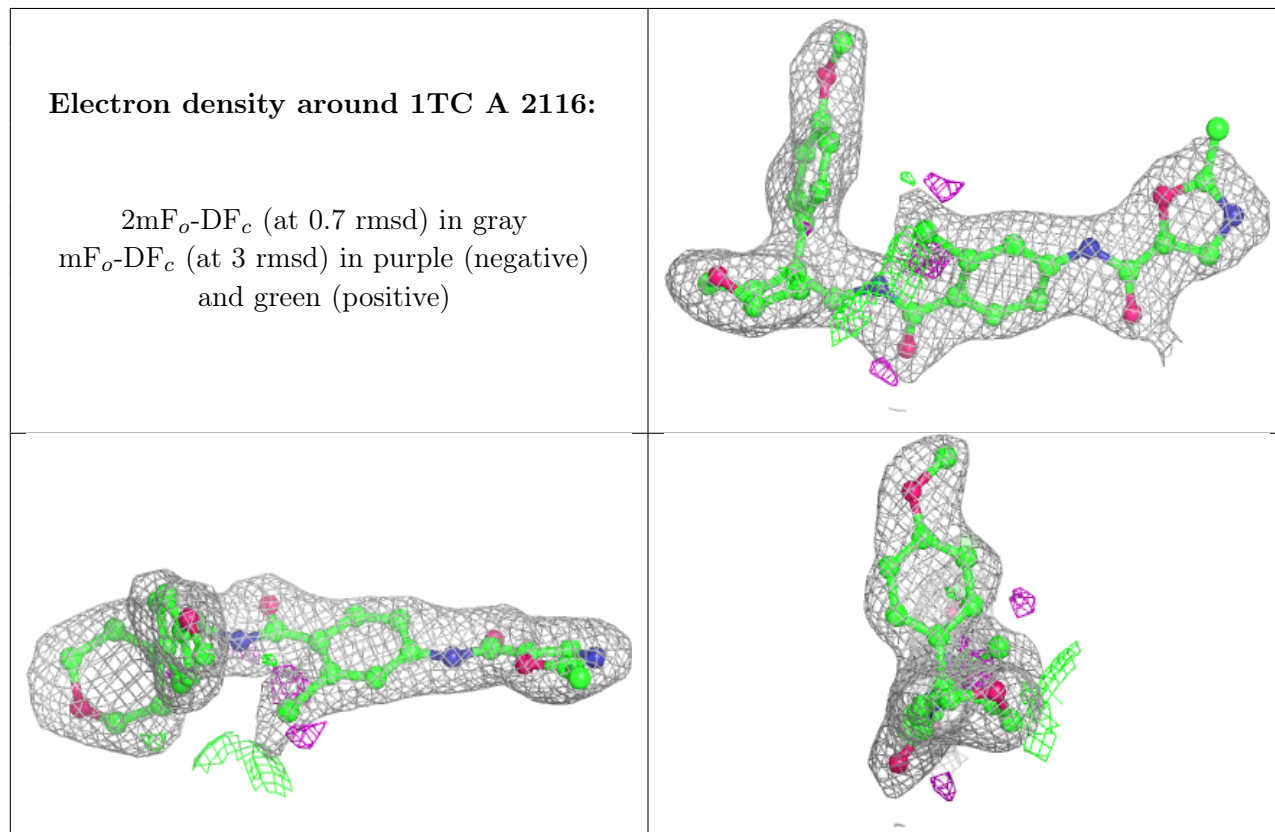 Electron density around 1TC A 2116:
2mFₒ-DF𝑐 (at 0.7 rmsd) in gray
mFₒ-DF𝑐 (at 3 rmsd) in purple (negative)
and green (positive)